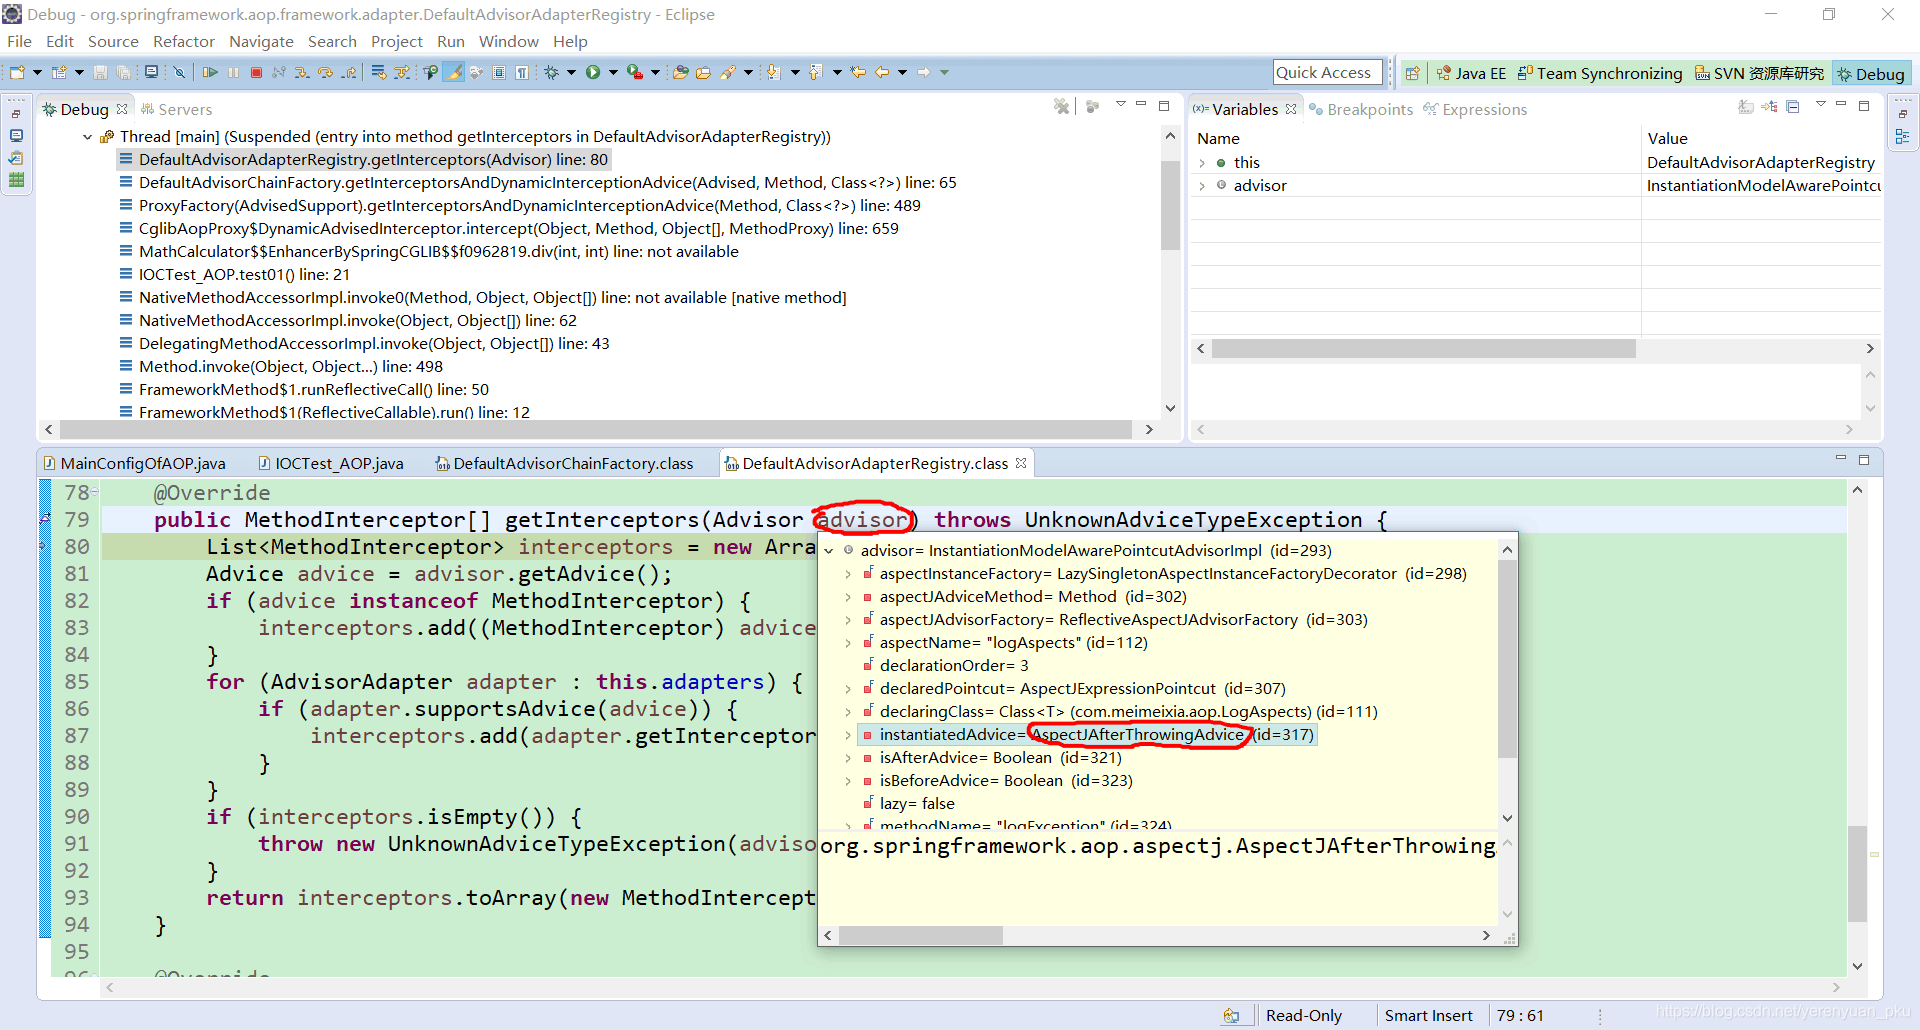 Debug - org.springframework.aop.framework.adapter.DefaultAdvisorAdapterRegistry - Eclipse
File Edit Source Refactor Navigate Search Project Run Window Help
Quick Access
Java EE
Team Synchronizing
SVN 资源库研究
Debug
Debug
Servers
Thread [main] (Suspended (entry into method getInterceptors in DefaultAdvisorAdapterRegistry))
DefaultAdvisorAdapterRegistry.getInterceptors(Advisor) line: 80
DefaultAdvisorChainFactory.getInterceptorsAndDynamicInterceptionAdvice(Advised, Method, Class<?>) line: 65
ProxyFactory(AdvisedSupport).getInterceptorsAndDynamicInterceptionAdvice(Method, Class<?>) line: 489
CglibAopProxy$DynamicAdvisedInterceptor.intercept(Object, Method, Object[], MethodProxy) line: 659
MathCalculator$$EnhancerBySpringCGLIB$$f0962819.div(int, int) line: not available
IOCTest_AOP.test01() line: 21
NativeMethodAccessorImpl.invoke0(Method, Object, Object[]) line: not available [native method]
NativeMethodAccessorImpl.invoke(Object, Object[]) line: 62
DelegatingMethodAccessorImpl.invoke(Object, Object[]) line: 43
Method.invoke(Object, Object...) line: 498
FrameworkMethod$1.runReflectiveCall() line: 50
FrameworkMethod$1(ReflectiveCallable).run() line: 12
(x)= Variables
Breakpoints
Expressions
Name Value
this DefaultAdvisorAdapterRegistry
advisor InstantiationModelAwarePointcu
MainConfigOfAOP.java
IOCTest_AOP.java
DefaultAdvisorChainFactory.class
DefaultAdvisorAdapterRegistry.class
78 @Override
79 public MethodInterceptor[] getInterceptors(Advisor advisor) throws UnknownAdviceTypeException {
80 List<MethodInterceptor> interceptors = new Arra
81 Advice advice = advisor.getAdvice();
82 if (advice instanceof MethodInterceptor) {
83 interceptors.add((MethodInterceptor) advice
84 }
85 for (AdvisorAdapter adapter : this.adapters) {
86 if (adapter.supportsAdvice(advice)) {
87 interceptors.add(adapter.getInterceptor
88 }
89 }
90 if (interceptors.isEmpty()) {
91 throw new UnknownAdviceTypeException(adviso
92 }
93 return interceptors.toArray(new MethodIntercept
94 }
95
96 @Override
advisor= InstantiationModelAwarePointcutAdvisorImpl (id=293)
aspectInstanceFactory= LazySingletonAspectInstanceFactoryDecorator (id=298)
aspectJAdviceMethod= Method (id=302)
aspectJAdvisorFactory= ReflectiveAspectJAdvisorFactory (id=303)
aspectName= "logAspects" (id=112)
declarationOrder= 3
declaredPointcut= AspectJExpressionPointcut (id=307)
declaringClass= Class<T> (com.meimeixia.aop.LogAspects) (id=111)
instantiatedAdvice= AspectJAfterThrowingAdvice (id=317)
isAfterAdvice= Boolean (id=321)
isBeforeAdvice= Boolean (id=323)
lazy= false
methodName= "logException" (id=324)
org.springframework.aop.aspectj.AspectJAfterThrowing
Read-Only
Smart Insert
79 : 61
https://blog.csdn.net/yerenyuan_pku